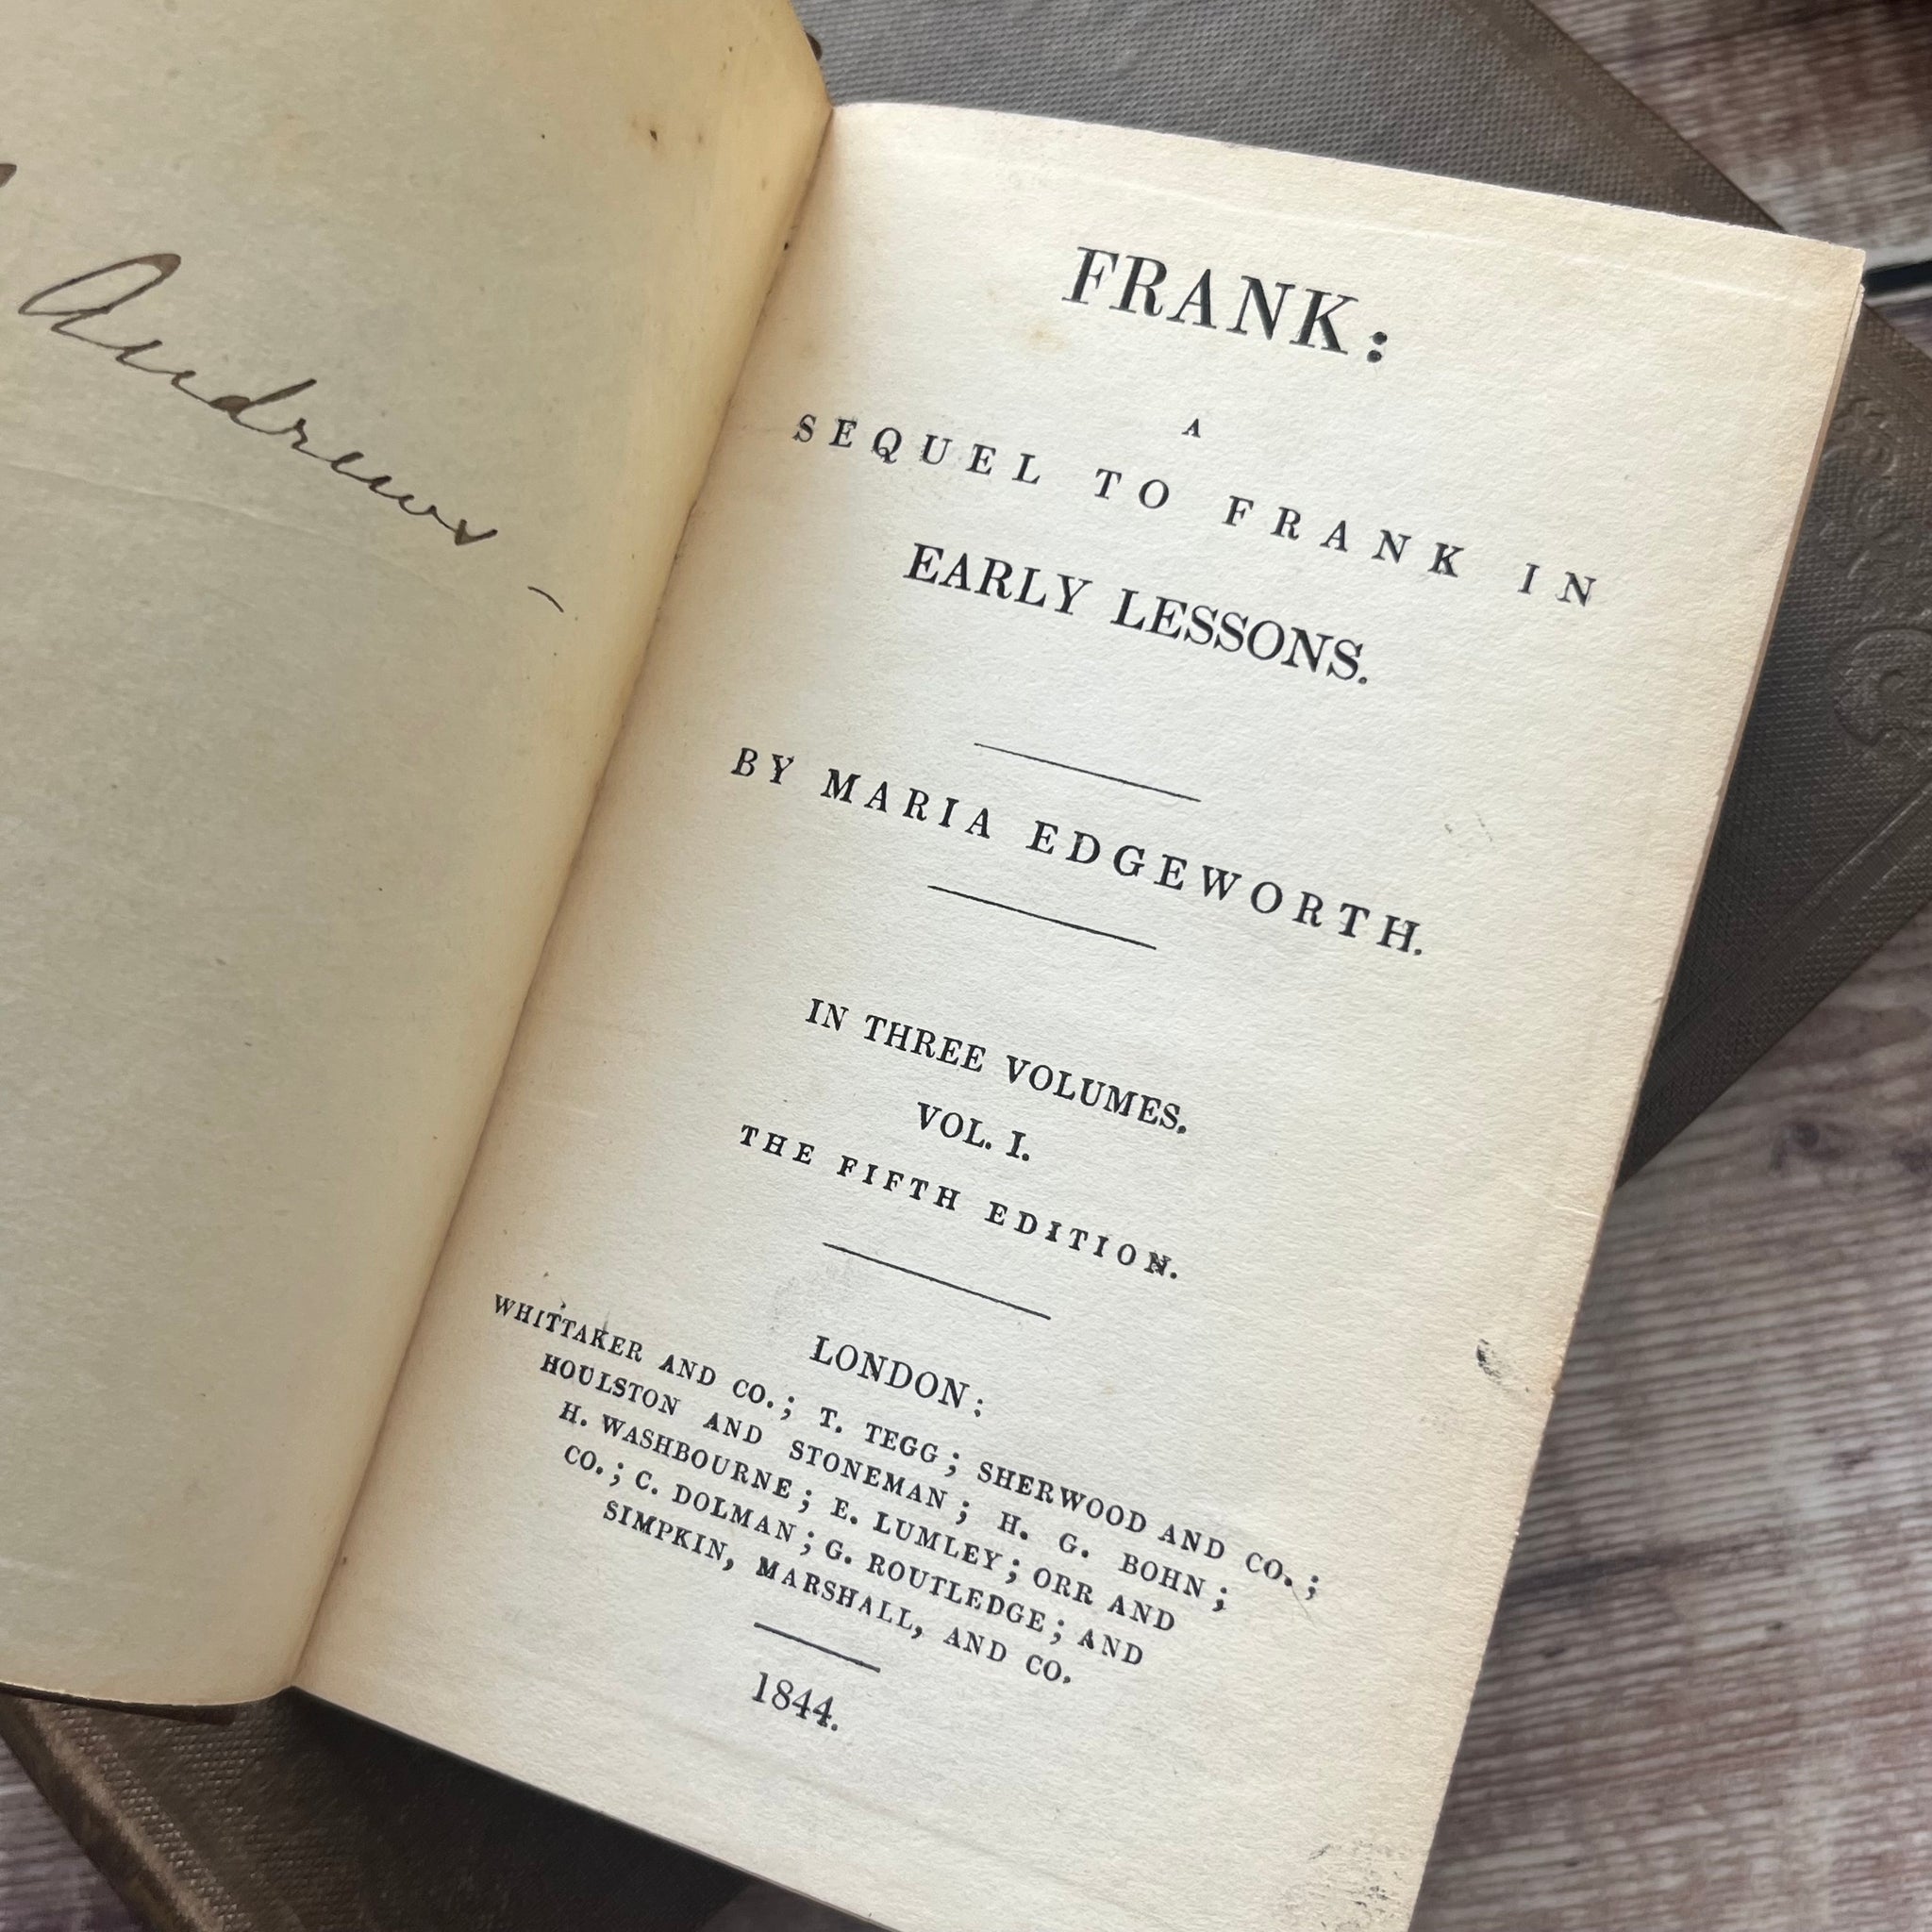 Andrews
FRANK:
A
SEQUEL TO FRANK IN
EARLY LESSONS.
BY MARIA EDGEWORTH.
IN THREE VOLUMES.
VOL. I.
THE FIFTH EDITION.
LONDON:
WHITTAKER AND CO.; T. TEGG; SHERWOOD AND CO.;
HOULSTON AND STONEMAN; H. G. BOHN;
H. WASHBOURNE; E. LUMLEY; ORR AND
CO.; C. DOLMAN; G. ROUTLEDGE; AND
SIMPKIN, MARSHALL, AND CO.
1844.